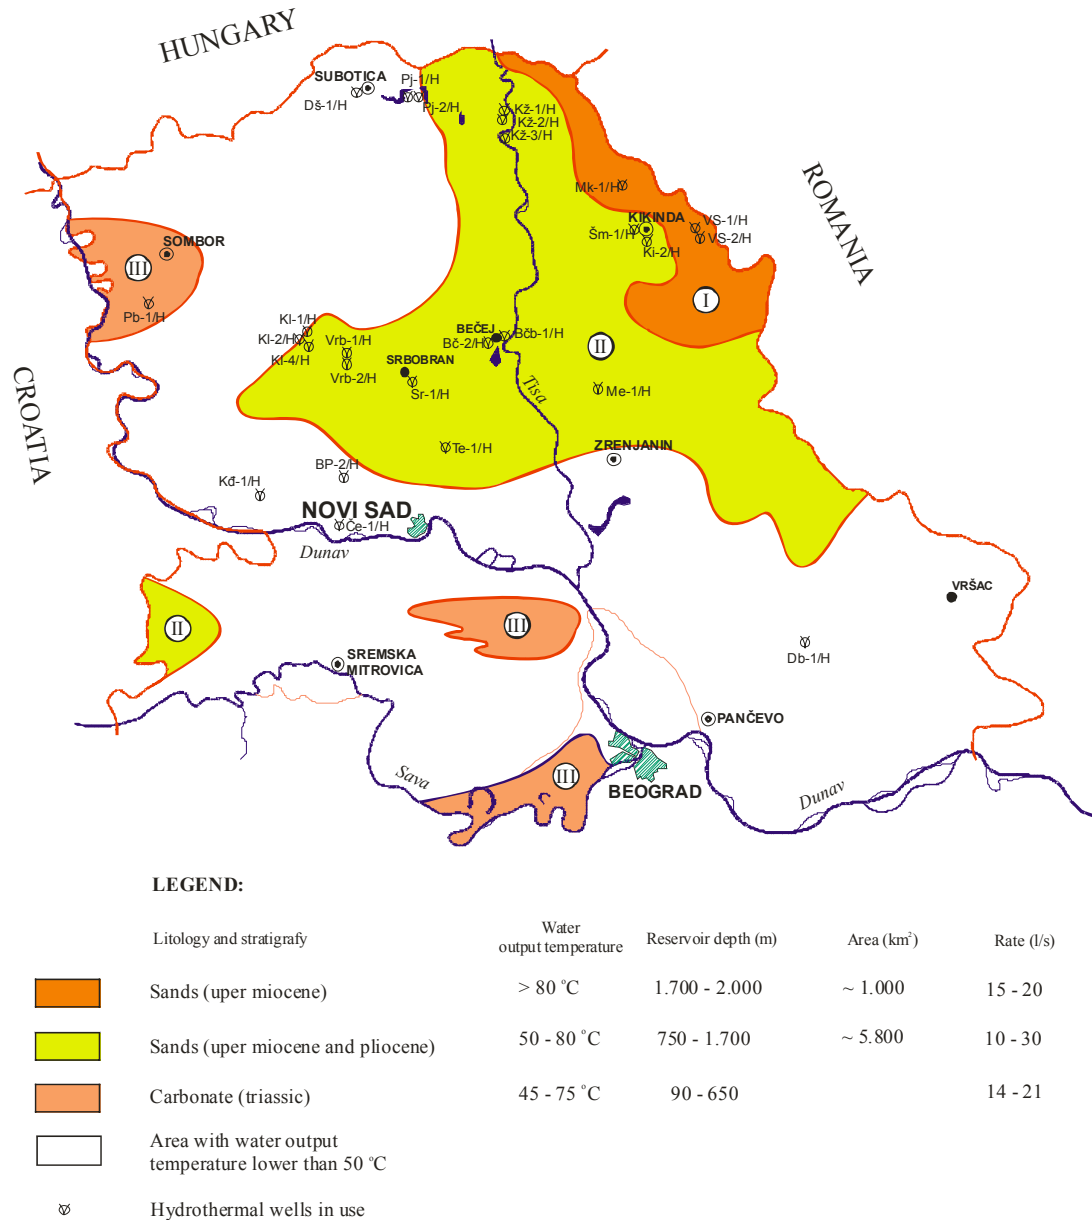 HUNGARY
SUBOTICA
Dš-1/H
Pj-1/H
Pj-2/H
Kž-1/H
Kž-2/H
Kž-3/H
ROMANIA
Mk-1/H
KIKINDA
Šm-1/H
Ki-2/H
VS-1/H
VS-2/H
SOMBOR
III
Pb-1/H
I
Kl-1/H
Kl-2/H
Kl-4/H
Vrb-1/H
Vrb-2/H
BEČEJ
Bčb-1/H
Bč-2/H
II
SRBOBRAN
Sr-1/H
Me-1/H
Tisa
CROATIA
Te-1/H
ZRENJANIN
BP-2/H
Kđ-1/H
NOVI SAD
Če-1/H
Dunav
VRŠAC
II
III
SREMSKA
MITROVICA
Db-1/H
PANČEVO
Sava
III
BEOGRAD
Dunav
LEGEND:
Litology and stratigrafy
Water
output temperature
Reservoir depth (m)
Area (km²)
Rate (l/s)
Sands (uper miocene) > 80 °C 1.700 - 2.000 ~ 1.000 15 - 20
Sands (uper miocene and pliocene) 50 - 80 °C 750 - 1.700 ~ 5.800 10 - 30
Carbonate (triassic) 45 - 75 °C 90 - 650 14 - 21
Area with water output
temperature lower than 50 °C
Hydrothermal wells in use